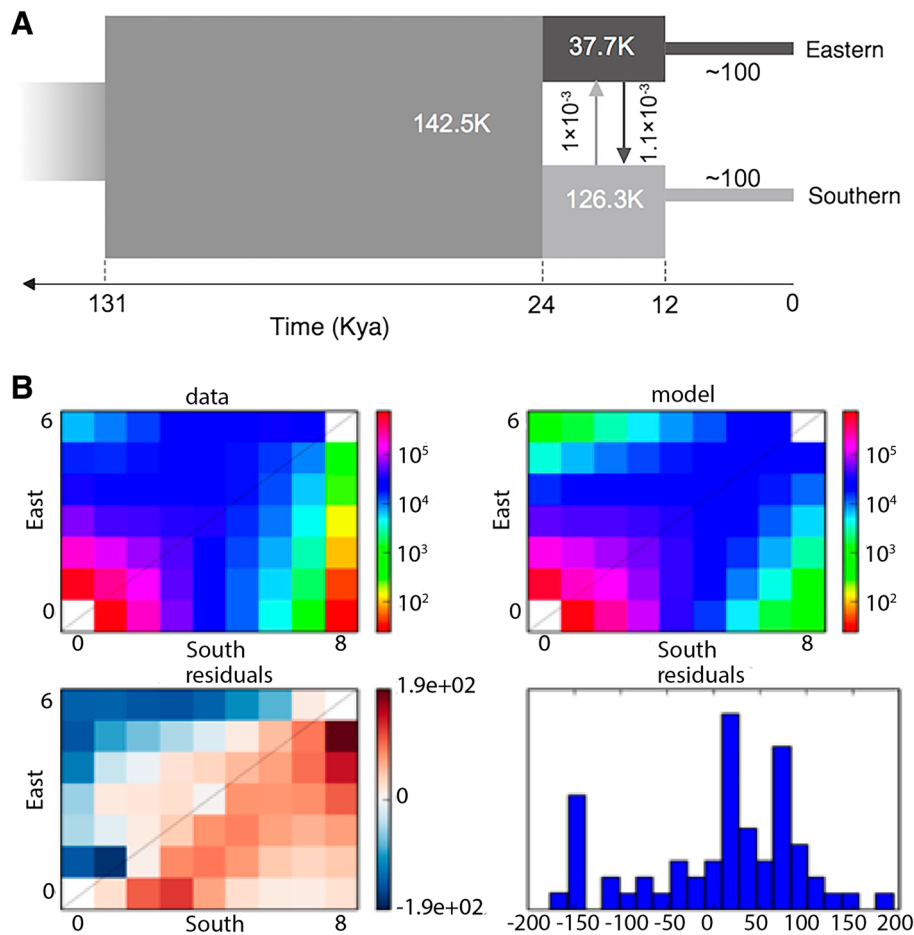 A
37.7K
Eastern
~100
142.5K
1×10-3
1.1×10-3
~100
126.3K
Southern
131
24
12
0
Time (Kya)
B
data
model
6
10⁵
10⁴
10³
10²
East
0
0
South
8
6
10⁵
10⁴
10³
10²
East
0
0
South
8
residuals
residuals
6
1.9e+02
0
-1.9e+02
East
0
0
South
8
-200
-150
-100
-50
0
50
100
150
200